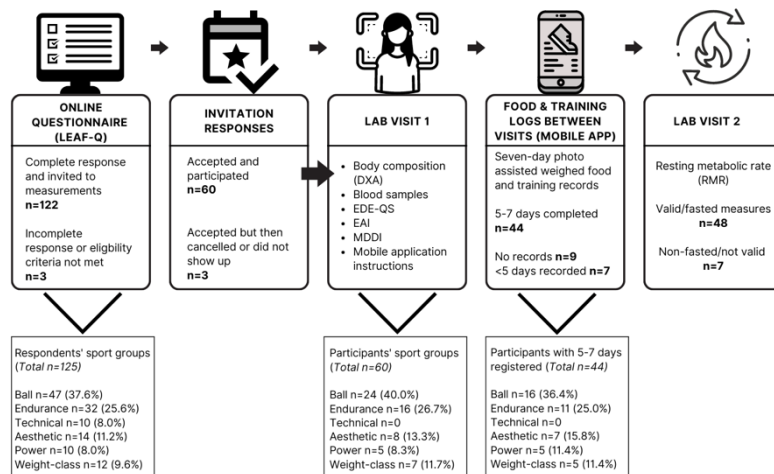 ONLINE
QUESTIONNAIRE
(LEAF-Q)
Complete response
and invited to
measurements
n=122
Incomplete
response or eligbility
criteria not met
n=3
INVITATION
RESPONSES
Accepted and
participated
n=60
Accepted but then
cancelled or did not
show up
n=3
LAB VISIT 1
• Body composition
(DXA)
• Blood samples
• EDE-QS
• EAI
• MDDI
• Mobile application
instructions
FOOD & TRAINING
LOGS BETWEEN
VISITS (MOBILE APP)
Seven-day photo
assisted weighed food
and training records
5-7 days completed
n=44
No records n=9
<5 days recorded n=7
LAB VISIT 2
Resting metabolic rate
(RMR)
Valid/fasted measures
n=48
Non-fasted/not valid
n=7
Respondents' sport groups
(Total n=125)
Ball n=47 (37.6%)
Endurance n=32 (25.6%)
Technical n=10 (8.0%)
Aesthetic n=14 (11.2%)
Power n=10 (8.0%)
Weight-class n=12 (9.6%)
Participants' sport groups
(Total n=60)
Ball n=24 (40.0%)
Endurance n=16 (26.7%)
Technical n=0
Aesthetic n=8 (13.3%)
Power n=5 (8.3%)
Weight-class n=7 (11.7%)
Participants with 5-7 days
registered (Total n=44)
Ball n=16 (36.4%)
Endurance n=11 (25.0%)
Technical n=0
Aesthetic n=7 (15.8%)
Power n=5 (11.4%)
Weight-class n=5 (11.4%)